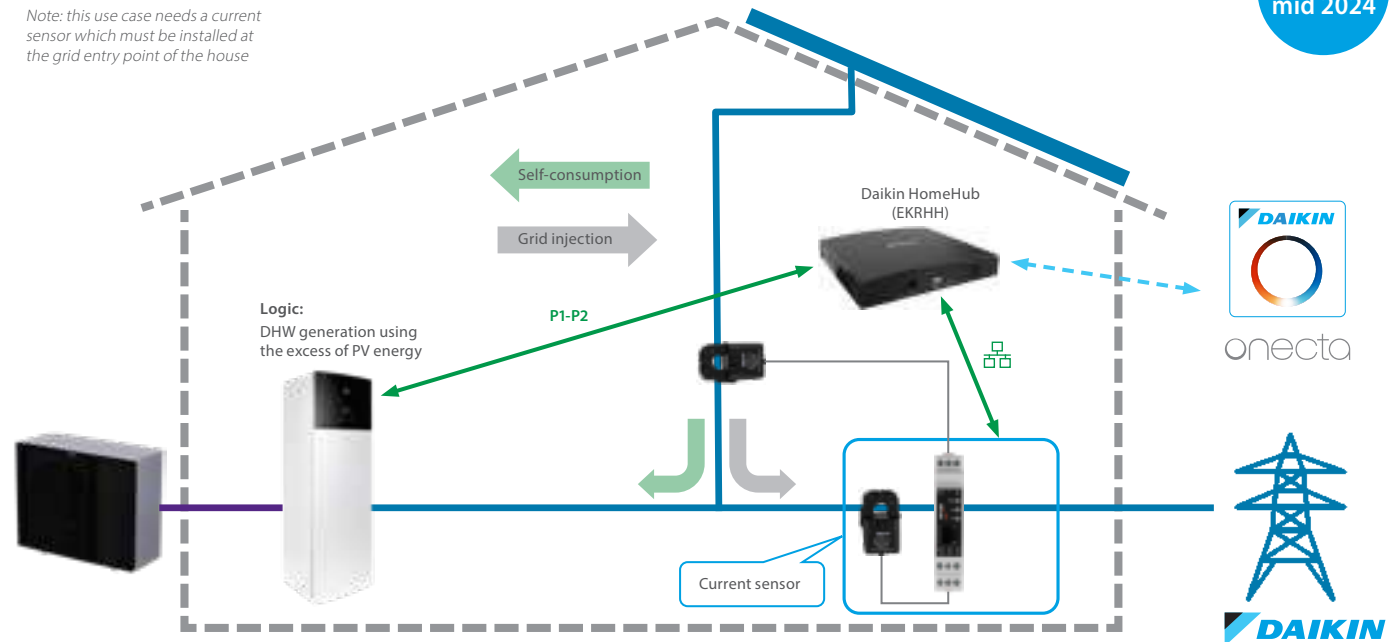 Note: this use case needs a current
sensor which must be installed at
the grid entry point of the house
mid 2024
Self-consumption
Grid injection
Daikin HomeHub
(EKRHH)
DAIKIN
onecta
Logic:
DHW generation using
the excess of PV energy
P1-P2
Current sensor
DAIKIN